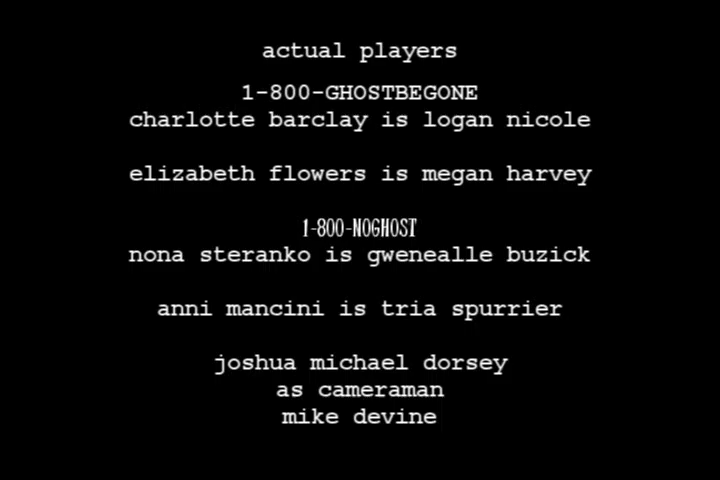 actual players
1-800-GHOSTBEGONE
charlotte barclay is logan nicole
elizabeth flowers is megan harvey
1-800-NOGHOST
nona steranko is gwenealle buzick
anni mancini is tria spurrier
joshua michael dorsey
as cameraman
mike devine